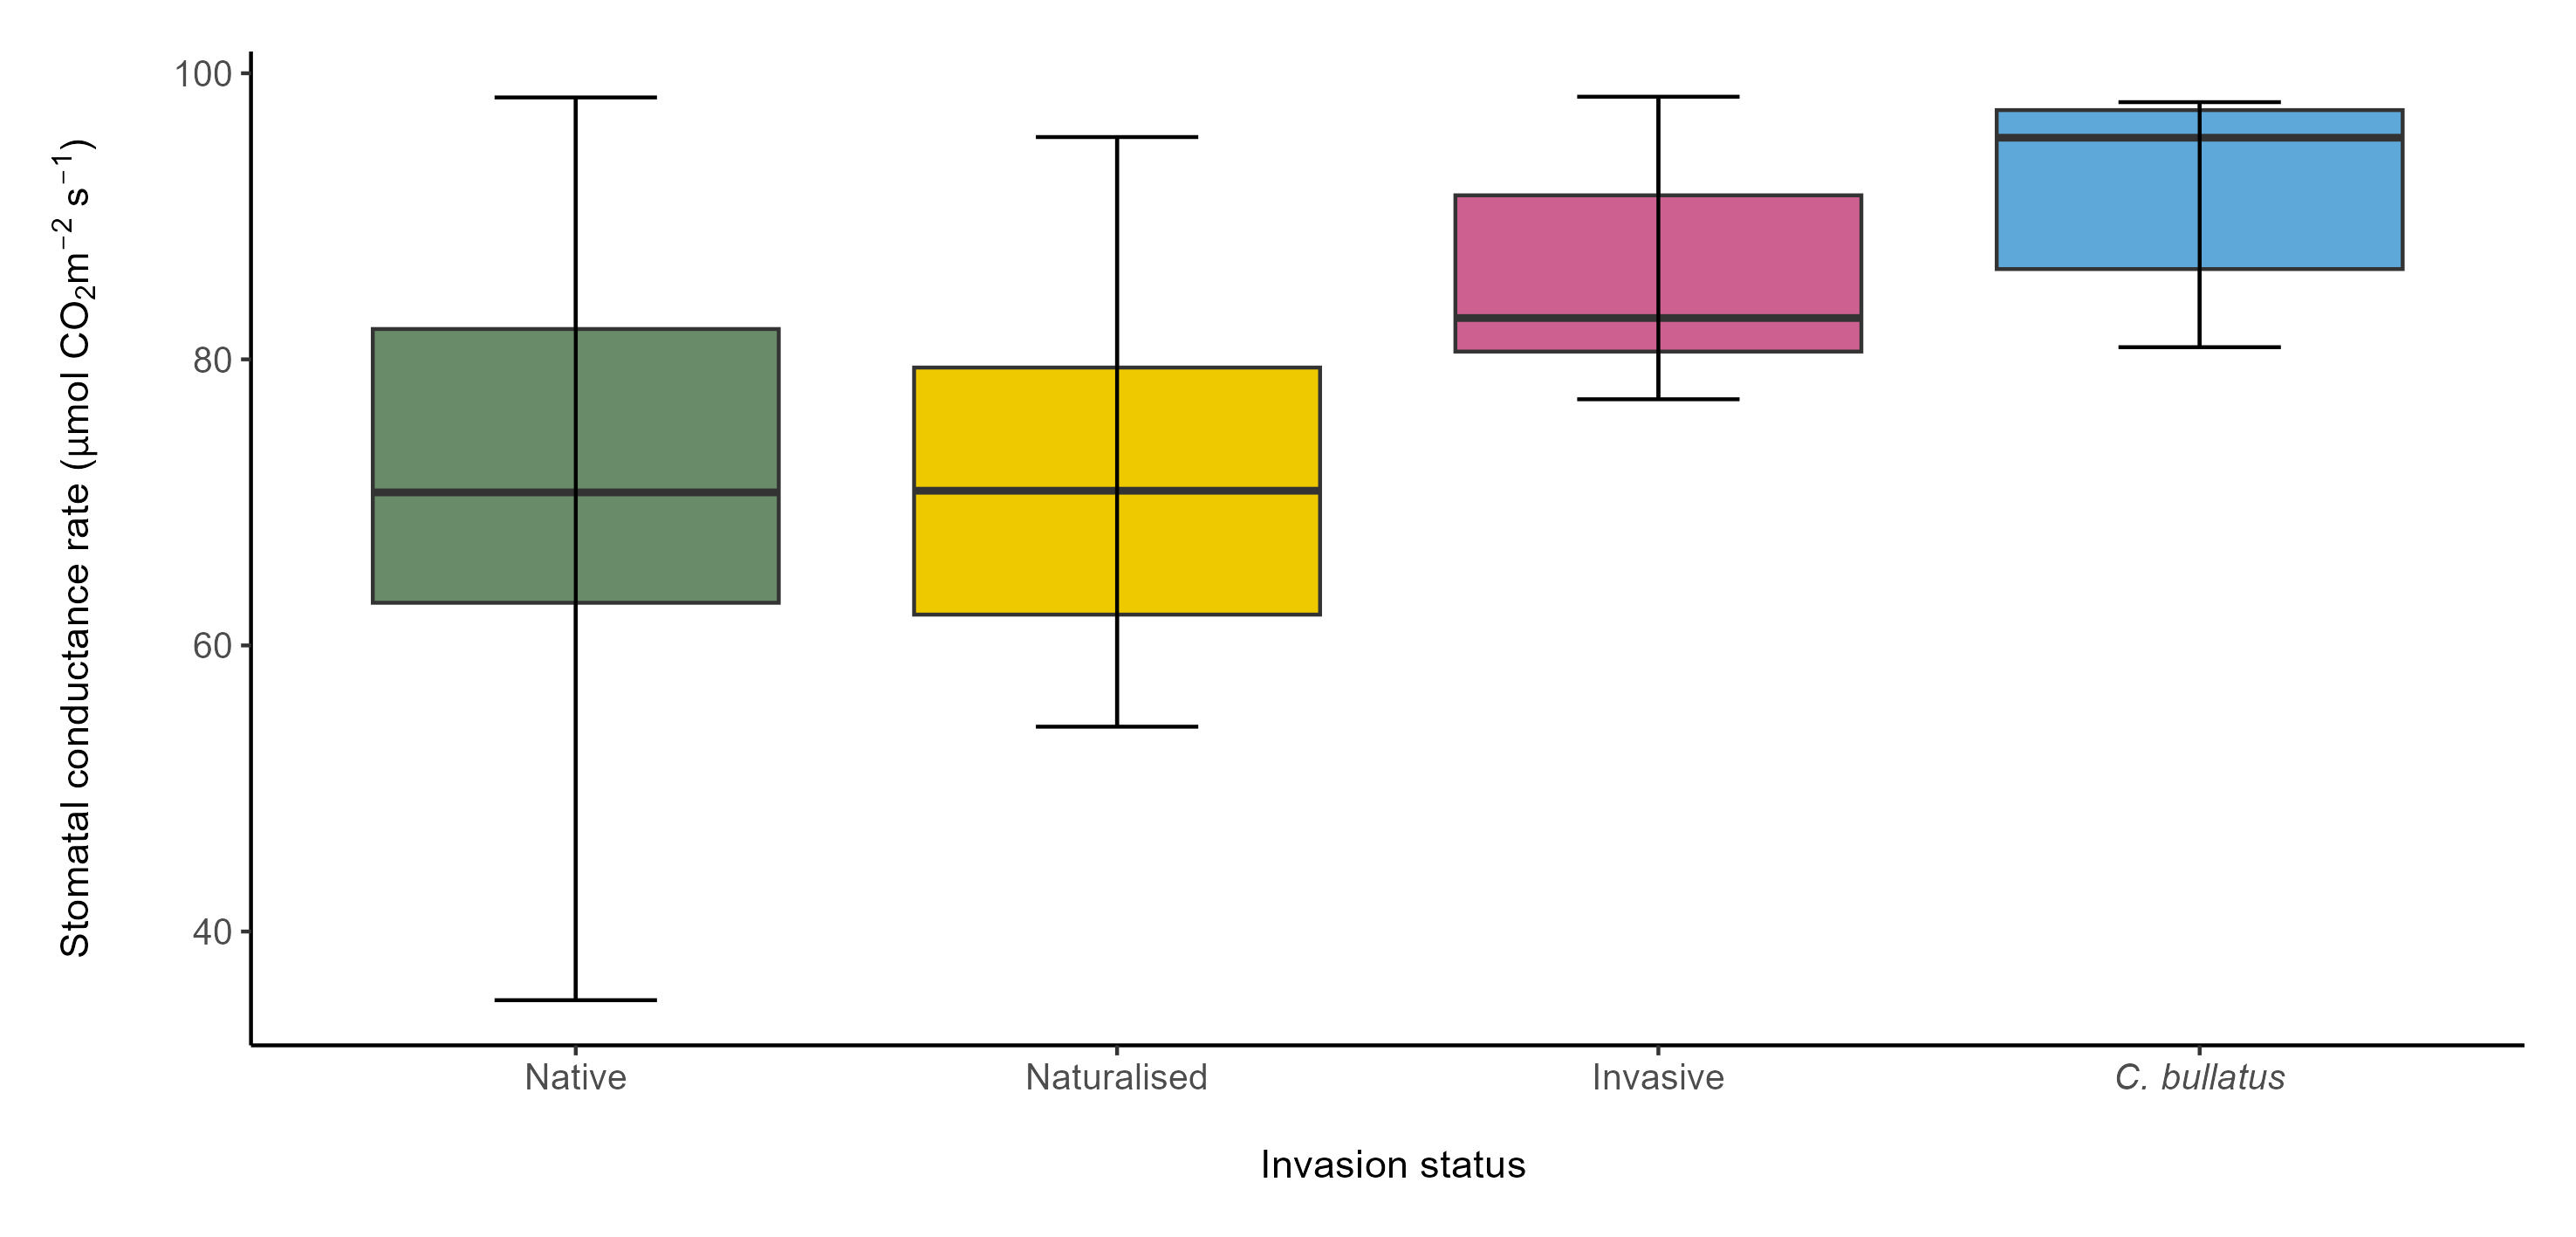 Stomatal conductance rate (µmol CO₂m⁻² s⁻¹)
100
80
60
40
Native Naturalised Invasive C. bullatus
Invasion status